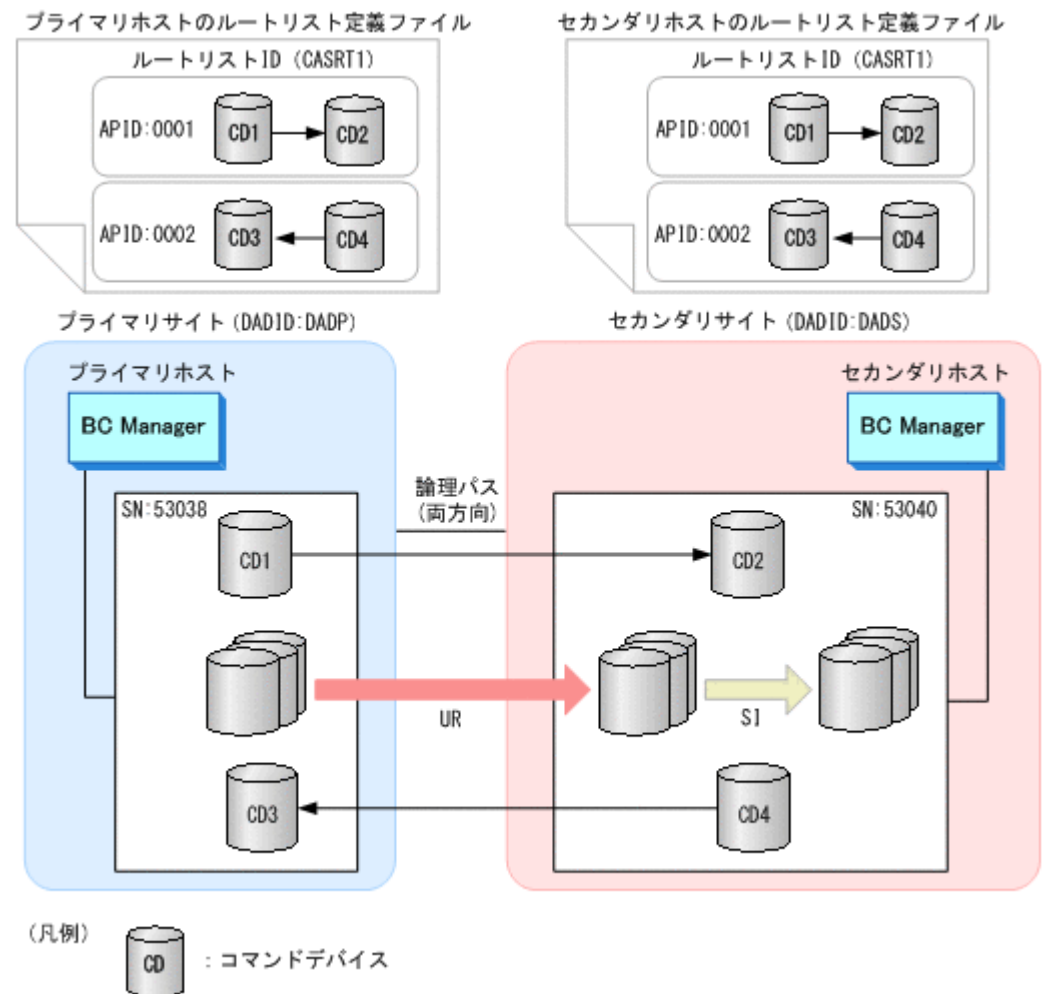 プライマリホストのルートリスト定義ファイル
セカンダリホストのルートリスト定義ファイル
ルートリストID (CASRT1)
ルートリストID (CASRT1)
APID:0001
CD1
CD2
APID:0001
CD1
CD2
APID:0002
CD3
CD4
APID:0002
CD3
CD4
プライマリサイト(DADID:DADP)
セカンダリサイト(DADID:DADS)
プライマリホスト
セカンダリホスト
BC Manager
BC Manager
論理パス
(両方向)
SN:53038
SN:53040
CD1
CD2
UR
SI
CD3
CD4
(凡例)
CD
:コマンドデバイス